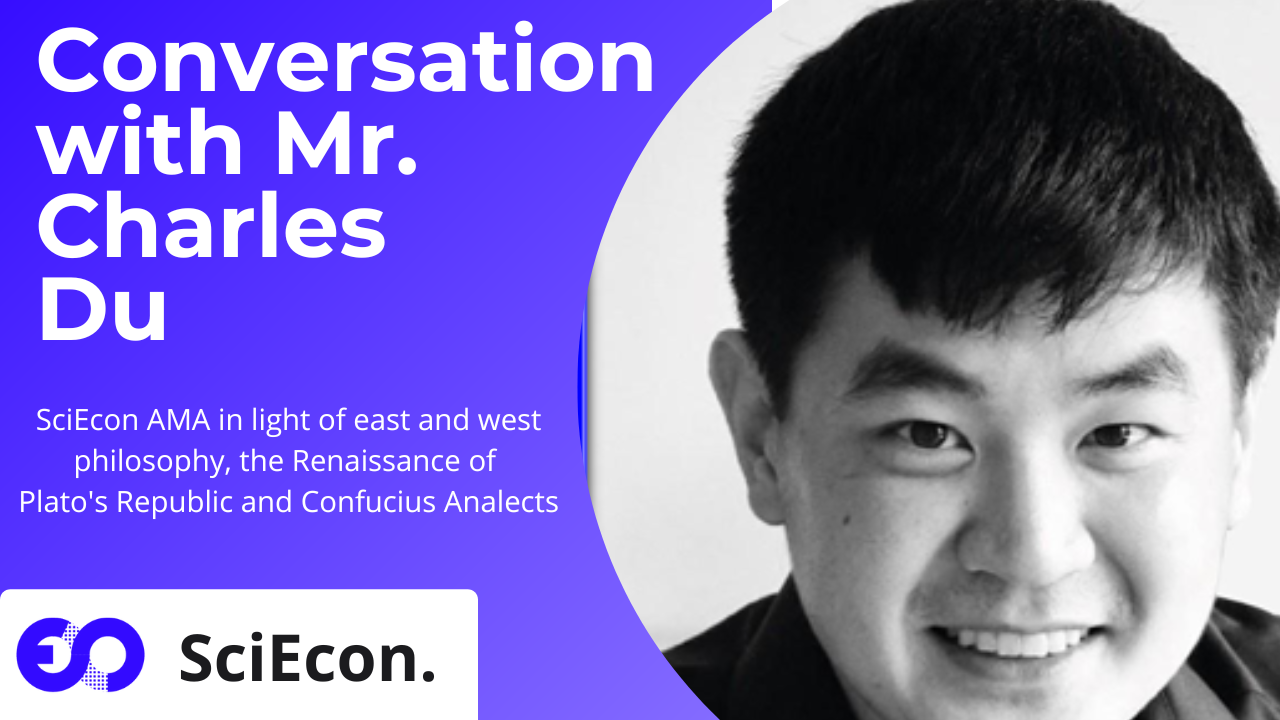 Conversation
with Mr.
Charles
Du
SciEcon AMA in light of east and west
philosophy, the Renaissance of
Plato's Republic and Confucius Analects
SciEcon.